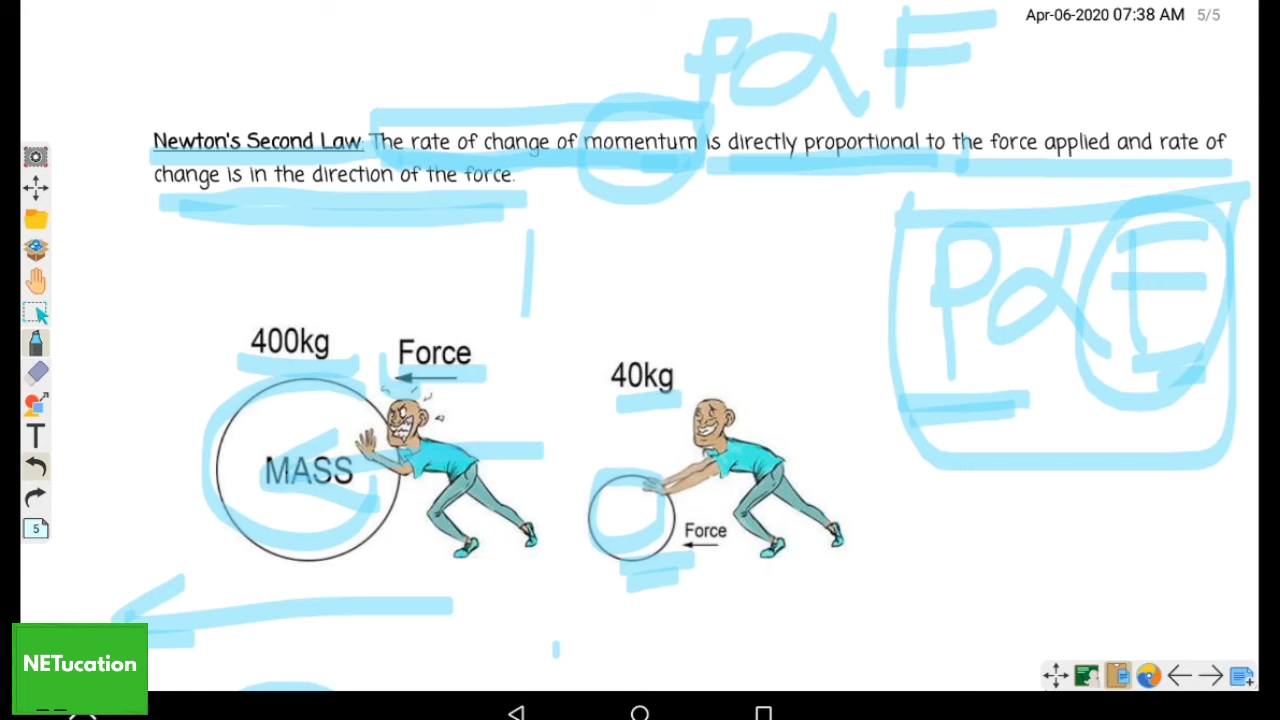 Apr-06-2020 07:38 AM 5/5
pαF
Newton's Second Law: The rate of change of momentum is directly proportional to the force applied and rate of
change is in the direction of the force.
PαF
400kg
Force
40kg
MASS
Force
T
5
NETucation